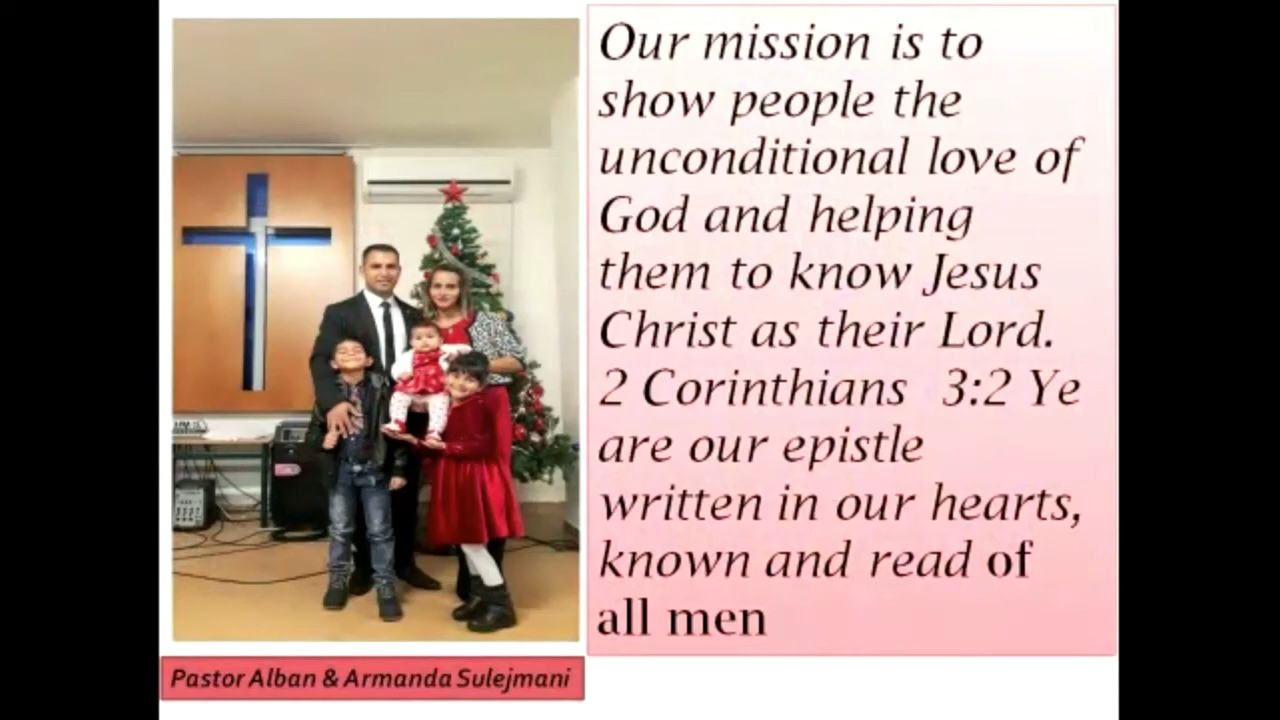 Our mission is to
show people the
unconditional love of
God and helping
them to know Jesus
Christ as their Lord.
2 Corinthians 3:2 Ye
are our epistle
written in our hearts,
known and read of
all men
Pastor Alban & Armanda Sulejmani